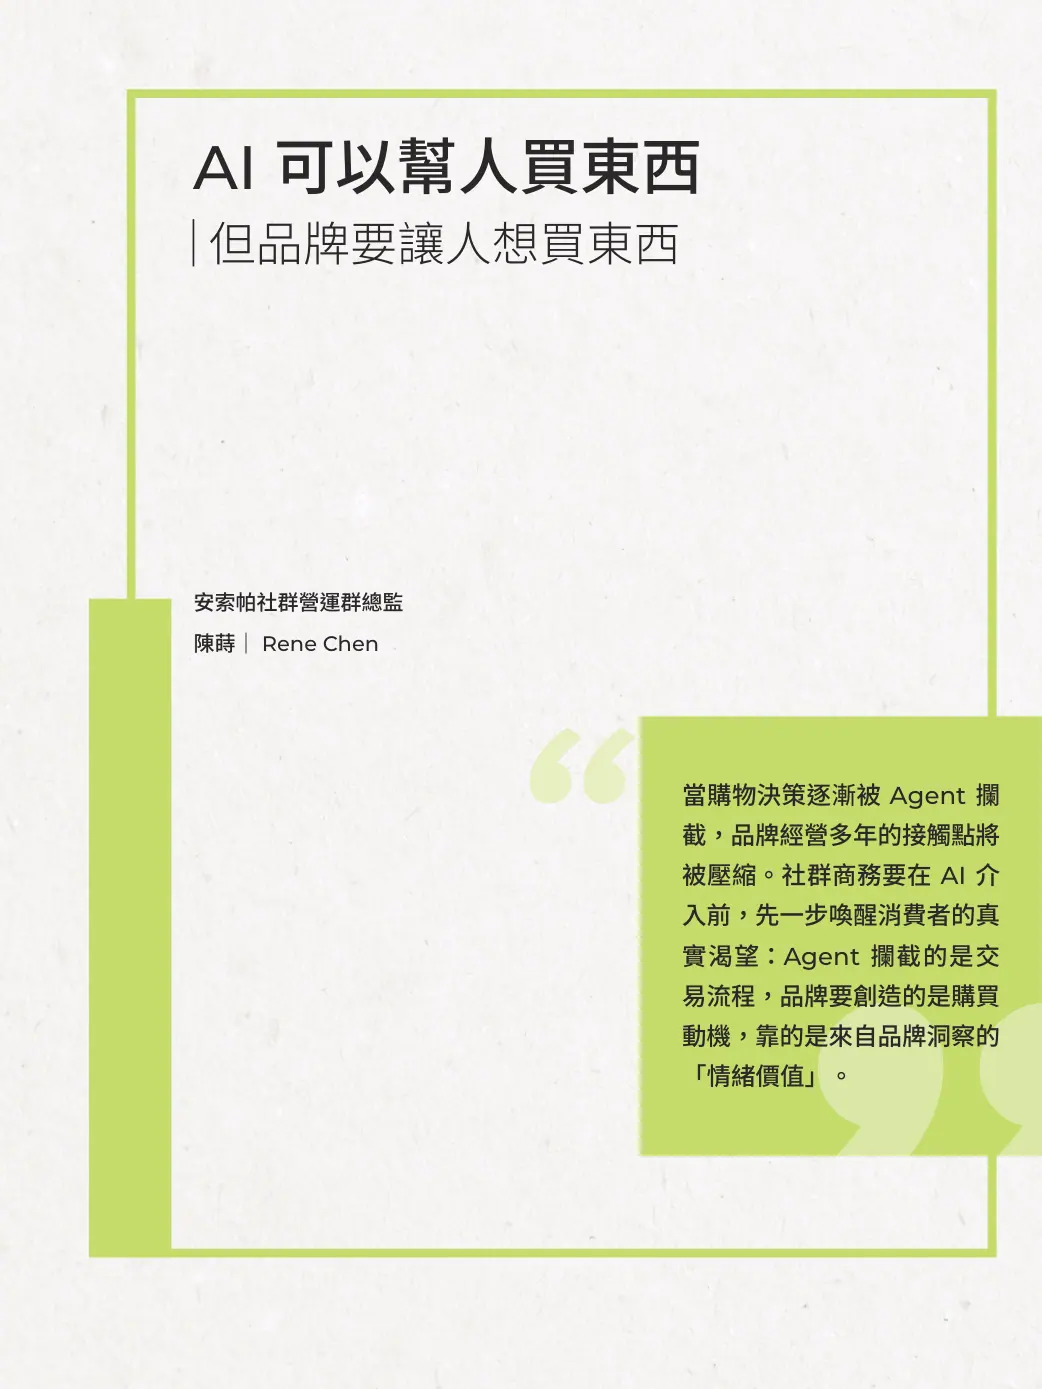 AI 可以幫人買東西
但品牌要讓人想買東西
安索帕社群營運群總監
陳蒔｜ Rene Chen
當購物決策逐漸被 Agent 攔
截，品牌經營多年的接觸點將
被壓縮。社群商務要在 AI 介
入前，先一步喚醒消費者的真
實渴望：Agent 攔截的是交
易流程，品牌要創造的是購買
動機，靠的是來自品牌洞察的
「情緒價值」。